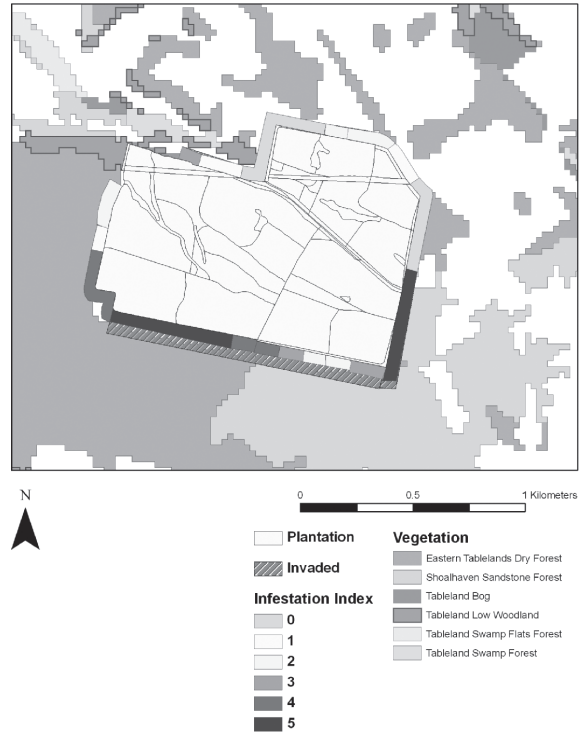 N
0 0.5 1 Kilometers
Plantation
Invaded
Infestation Index
0
1
2
3
4
5
Vegetation
Eastern Tablelands Dry Forest
Shoalhaven Sandstone Forest
Tableland Bog
Tableland Low Woodland
Tableland Swamp Flats Forest
Tableland Swamp Forest